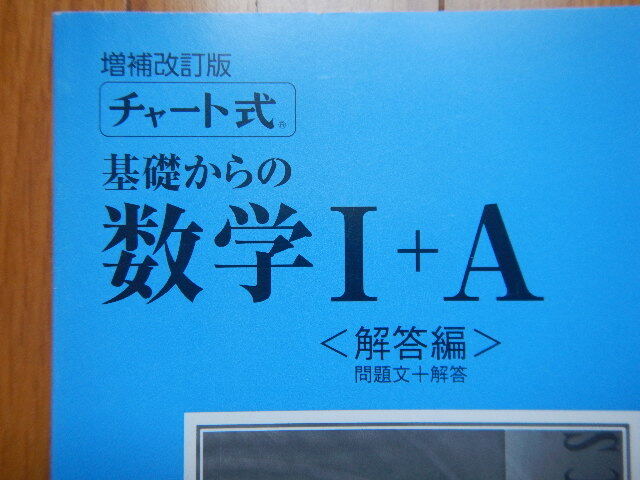 増補改訂版
チャート式®
基礎からの
数学Ⅰ+A
<解答編>
問題文+解答